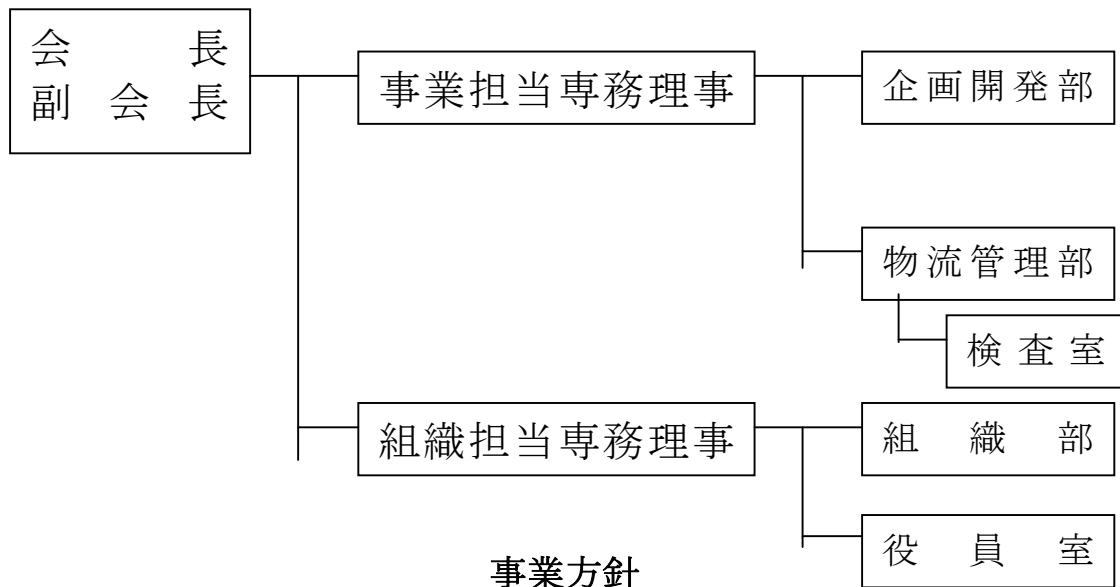 会長
副会長
事業担当専務理事
企画開発部
物流管理部
検査室
組織担当専務理事
組織部
役員室
事業方針